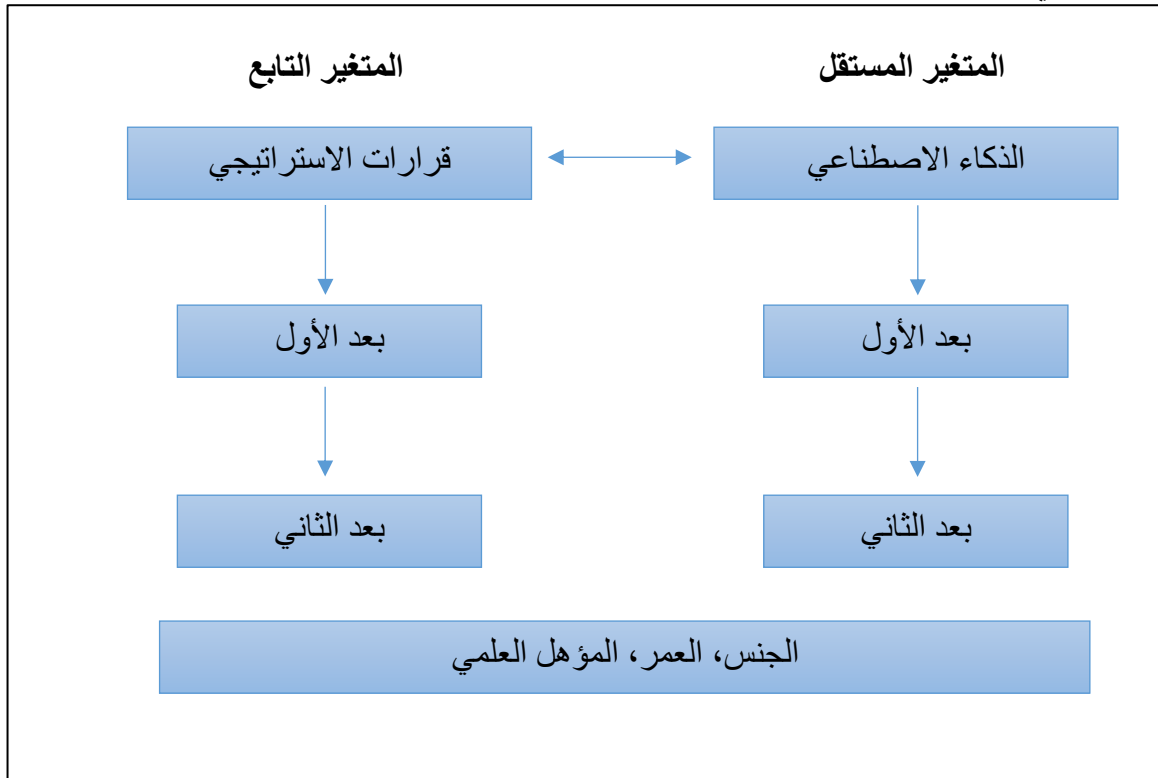 المتغير المستقل
المتغير التابع
الذكاء الاصطناعي
قرارات الاستراتيجي
بعد الأول
بعد الأول
بعد الثاني
بعد الثاني
الجنس، العمر، المؤهل العلمي